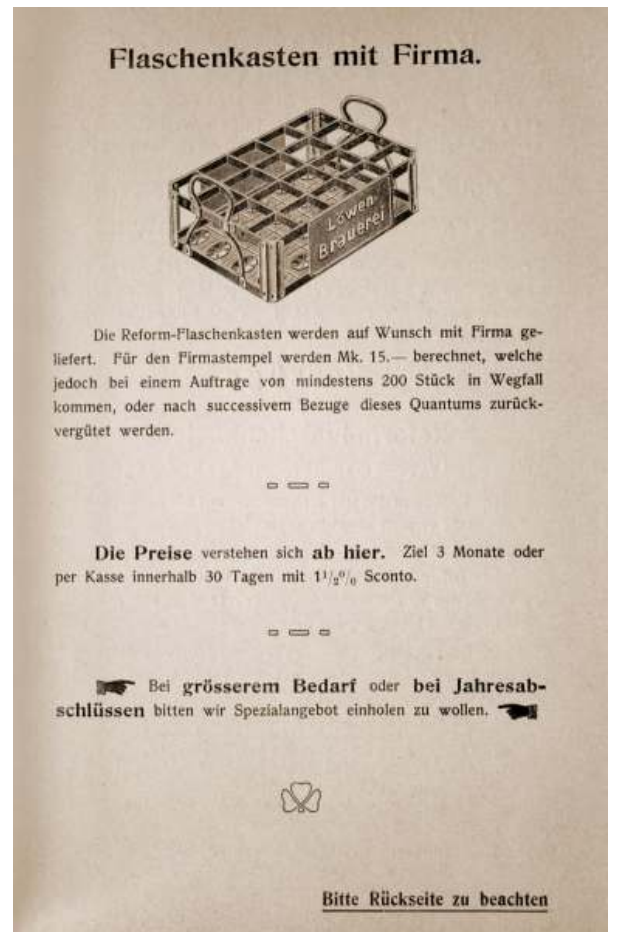 Flaschenkasten mit Firma.
Löwen-
Brauerei
Die Reform-Flaschenkasten werden auf Wunsch mit Firma ge-
liefert. Für den Firmastempel werden Mk. 15.— berechnet, welche
jedoch bei einem Auftrage von mindestens 200 Stück in Wegfall
kommen, oder nach successivem Bezuge dieses Quantums zurück-
vergütet werden.
Die Preise verstehen sich ab hier. Ziel 3 Monate oder
per Kasse innerhalb 30 Tagen mit 1½% Sconto.
Bei grösserem Bedarf oder bei Jahresab-
schlüssen bitten wir Spezialangebot einholen zu wollen.
Bitte Rückseite zu beachten